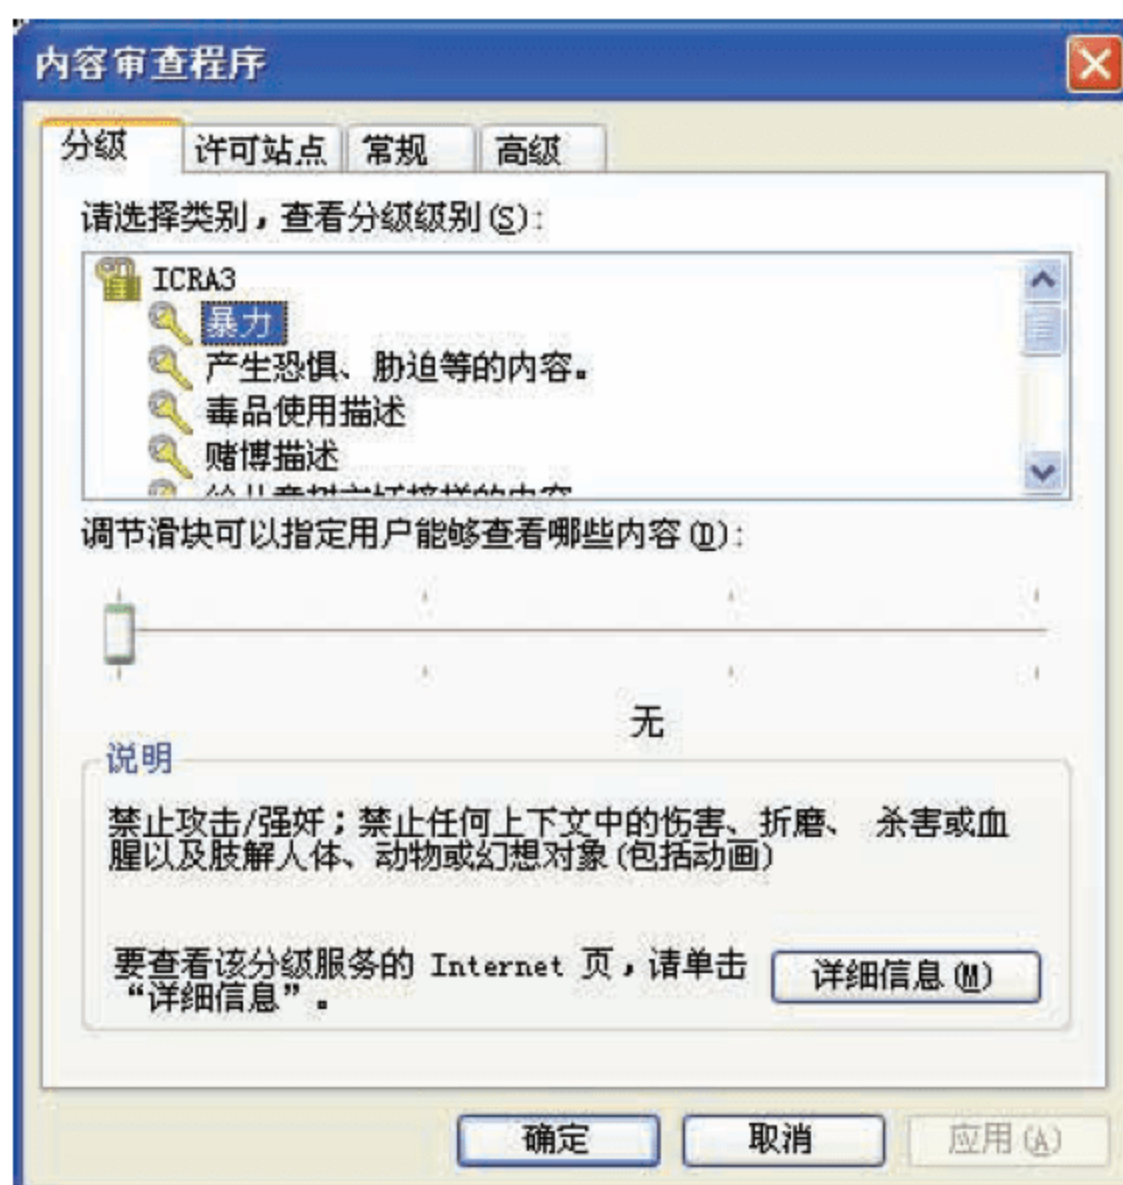 内容审查程序
分级 许可站点 常规 高级
请选择类别，查看分级级别(S):
ICRA3
暴力
产生恐惧、胁迫等的内容。
毒品使用描述
赌博描述
调节滑块可以指定用户能够查看哪些内容(D):
无
说明
禁止攻击/强奸；禁止任何上下文中的伤害、折磨、 杀害或血
腥以及肢解人体、动物或幻想对象(包括动画)
要查看该分级服务的 Internet 页，请单击
“详细信息”。
详细信息(M)
确定 取消 应用(A)